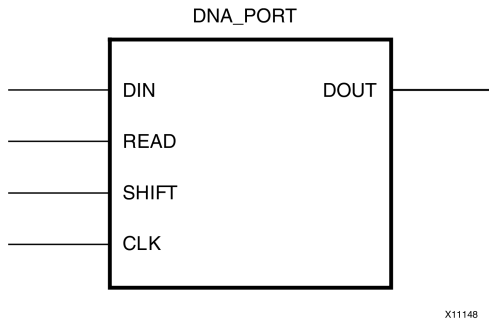 DNA_PORT
DIN DOUT
READ
SHIFT
CLK
X11148